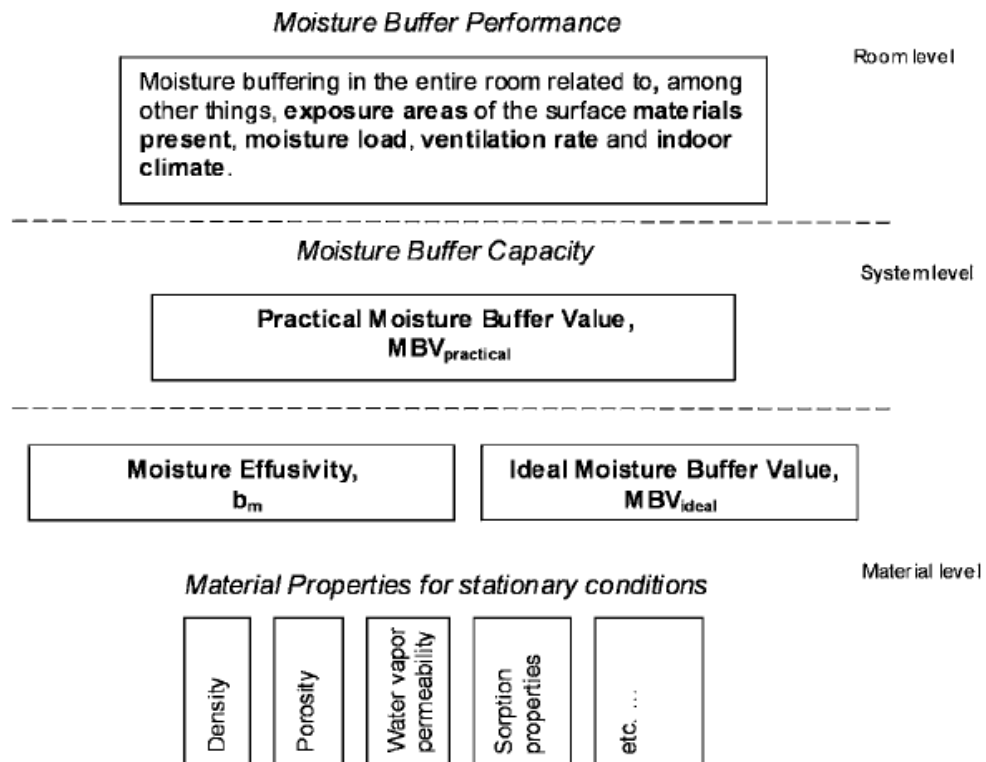 Moisture Buffer Performance
Room level
Moisture buffering in the entire room related to, among
other things, exposure areas of the surface materials
present, moisture load, ventilation rate and indoor
climate.
Moisture Buffer Capacity
System level
Practical Moisture Buffer Value,
MBVpractical
Moisture Effusivity,
bm
Ideal Moisture Buffer Value,
MBVideal
Material level
Material Properties for stationary conditions
Density
Porosity
Water vapor
permeability
Sorption
properties
etc. ...